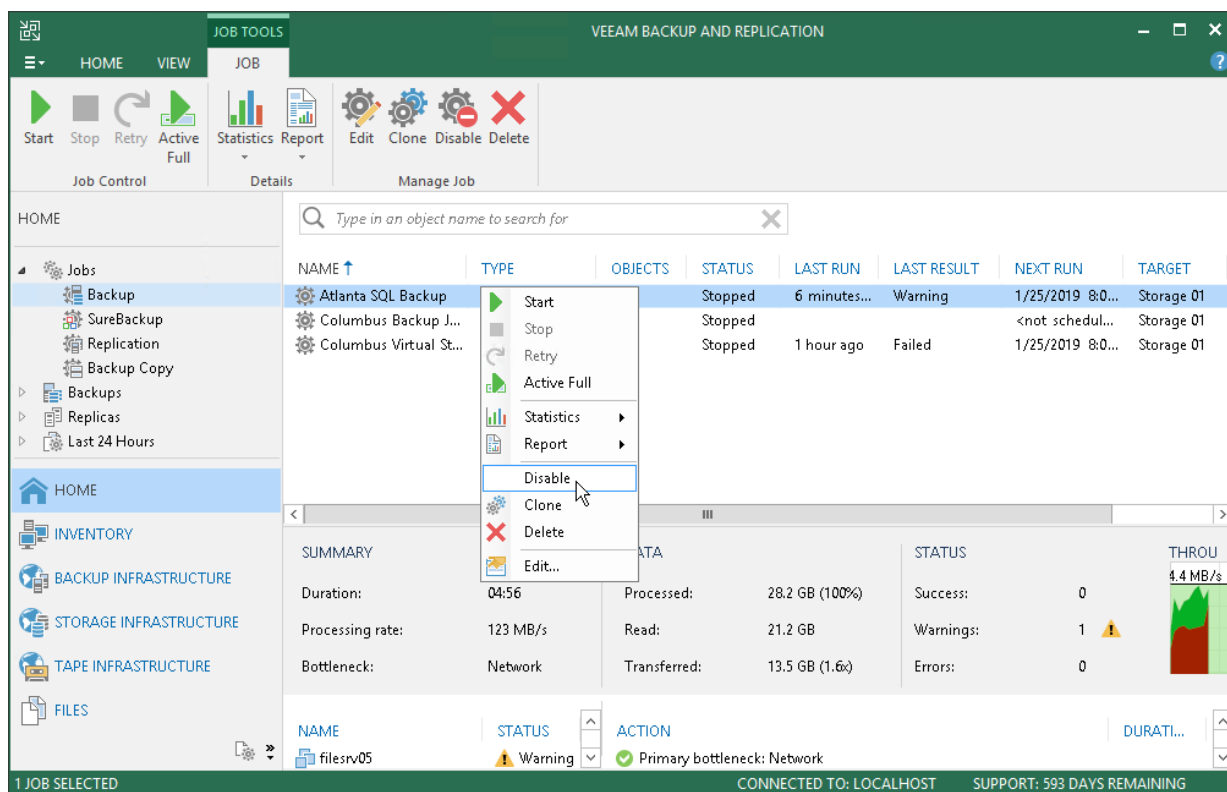 JOB TOOLS
VEEAM BACKUP AND REPLICATION
HOME VIEW JOB
Start Stop Retry Active Full Statistics Report Edit Clone Disable Delete
Job Control Details Manage Job
HOME
Type in an object name to search for
Jobs
Backup
SureBackup
Replication
Backup Copy
Backups
Replicas
Last 24 Hours
HOME
INVENTORY
BACKUP INFRASTRUCTURE
STORAGE INFRASTRUCTURE
TAPE INFRASTRUCTURE
FILES
NAME TYPE OBJECTS STATUS LAST RUN LAST RESULT NEXT RUN TARGET
Atlanta SQL Backup Stopped 6 minutes... Warning 1/25/2019 8:0... Storage 01
Columbus Backup J... Stopped <not schedul... Storage 01
Columbus Virtual St... Stopped 1 hour ago Failed 1/25/2019 8:0... Storage 01
Start
Stop
Retry
Active Full
Statistics
Report
Disable
Clone
Delete
Edit...
SUMMARY ATA STATUS THROU
4.4 MB/s
Duration: 04:56 Processed: 28.2 GB (100%) Success: 0
Processing rate: 123 MB/s Read: 21.2 GB Warnings: 1
Bottleneck: Network Transferred: 13.5 GB (1.6x) Errors: 0
NAME STATUS ACTION DURATI...
filesrv05 Warning Primary bottleneck: Network
1 JOB SELECTED CONNECTED TO: LOCALHOST SUPPORT: 593 DAYS REMAINING